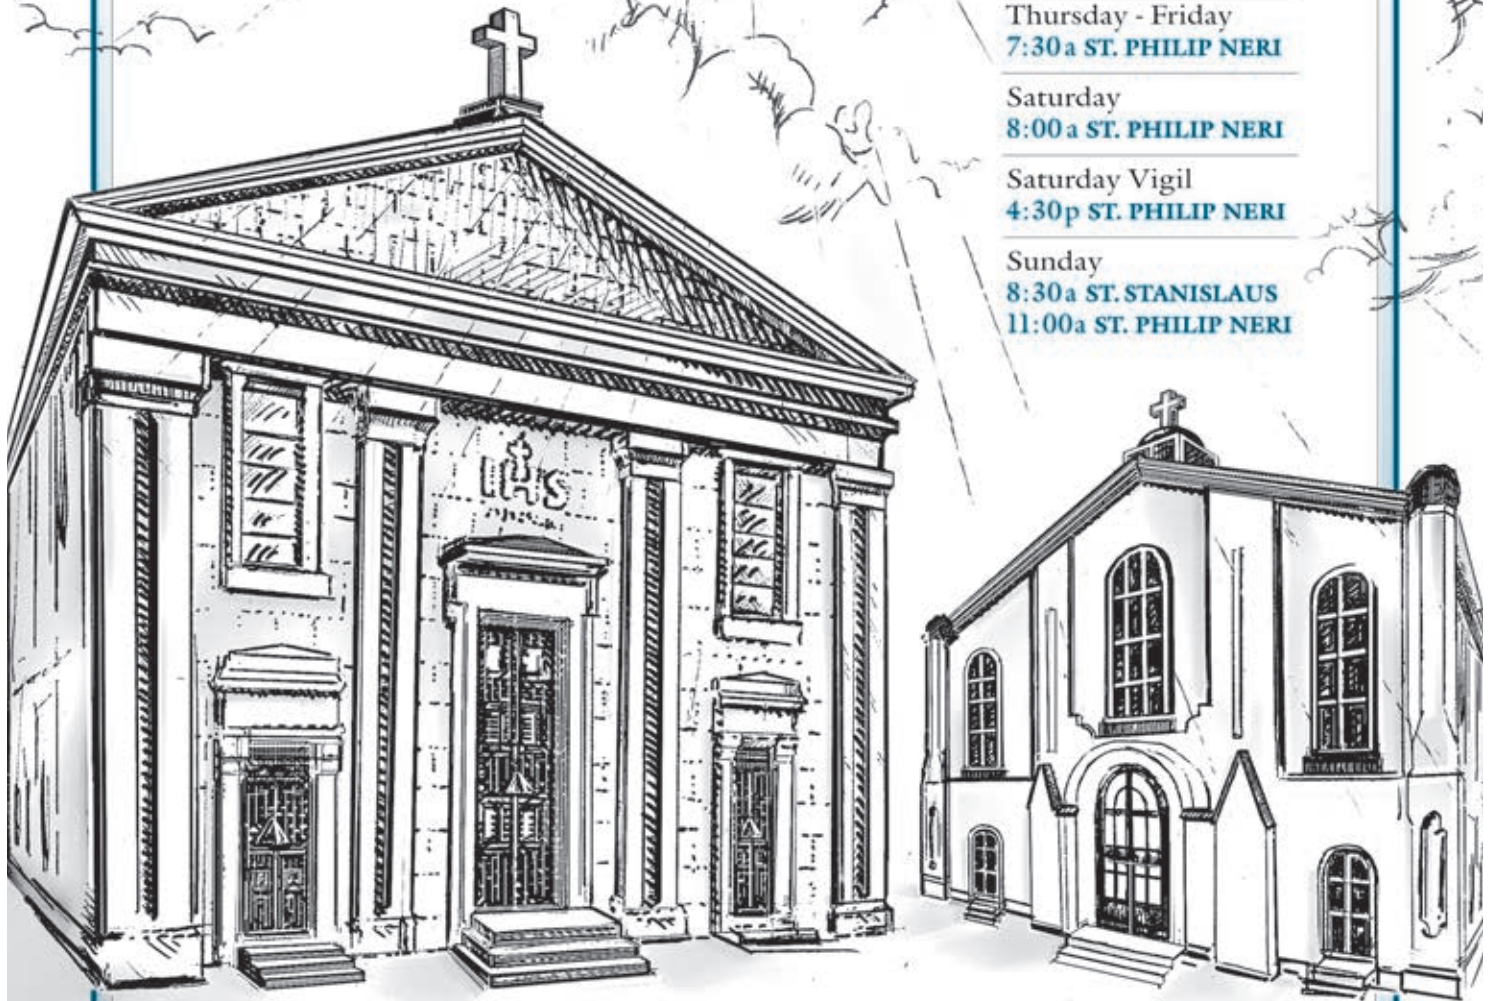 Thursday - Friday
7:30a ST. PHILIP NERI
Saturday
8:00a ST. PHILIP NERI
Saturday Vigil
4:30p ST. PHILIP NERI
Sunday
8:30a ST. STANISLAUS
11:00a ST. PHILIP NERI
IHS